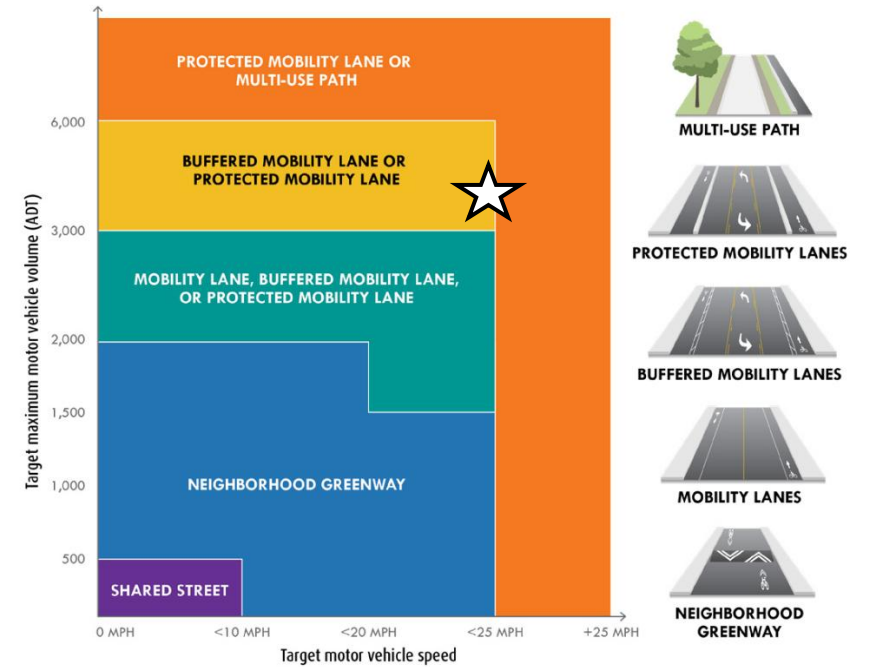 PROTECTED MOBILITY LANE OR
MULTI-USE PATH
6,000
BUFFERED MOBILITY LANE OR
PROTECTED MOBILITY LANE
3,000
MOBILITY LANE, BUFFERED MOBILITY LANE,
OR PROTECTED MOBILITY LANE
2,000
1,500
1,000
NEIGHBORHOOD GREENWAY
500
SHARED STREET
Target maximum motor vehicle volume (ADT)
0 MPH
<10 MPH
<20 MPH
<25 MPH
+25 MPH
Target motor vehicle speed
MULTI-USE PATH
PROTECTED MOBILITY LANES
BUFFERED MOBILITY LANES
MOBILITY LANES
NEIGHBORHOOD
GREENWAY